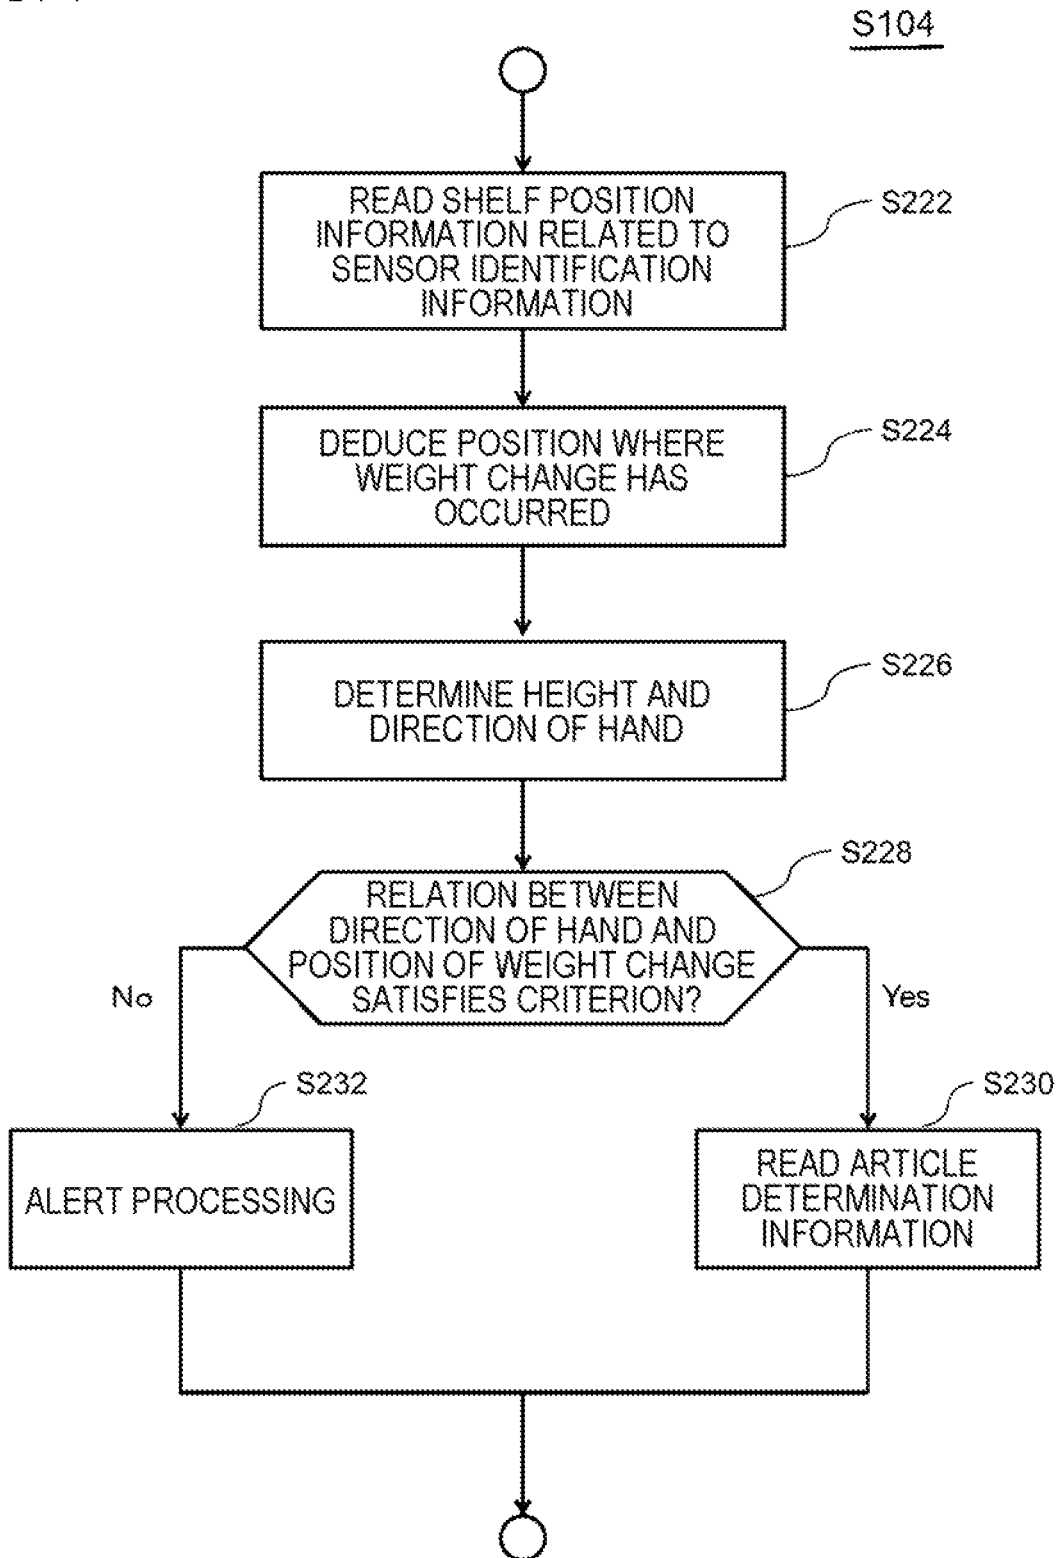 S104
READ SHELF POSITION
INFORMATION RELATED TO
SENSOR IDENTIFICATION
INFORMATION
S222
DEDUCE POSITION WHERE
WEIGHT CHANGE HAS
OCCURRED
S224
DETERMINE HEIGHT AND
DIRECTION OF HAND
S226
RELATION BETWEEN
DIRECTION OF HAND AND
POSITION OF WEIGHT CHANGE
SATISFIES CRITERION?
S228
No
Yes
S232
ALERT PROCESSING
S230
READ ARTICLE
DETERMINATION
INFORMATION